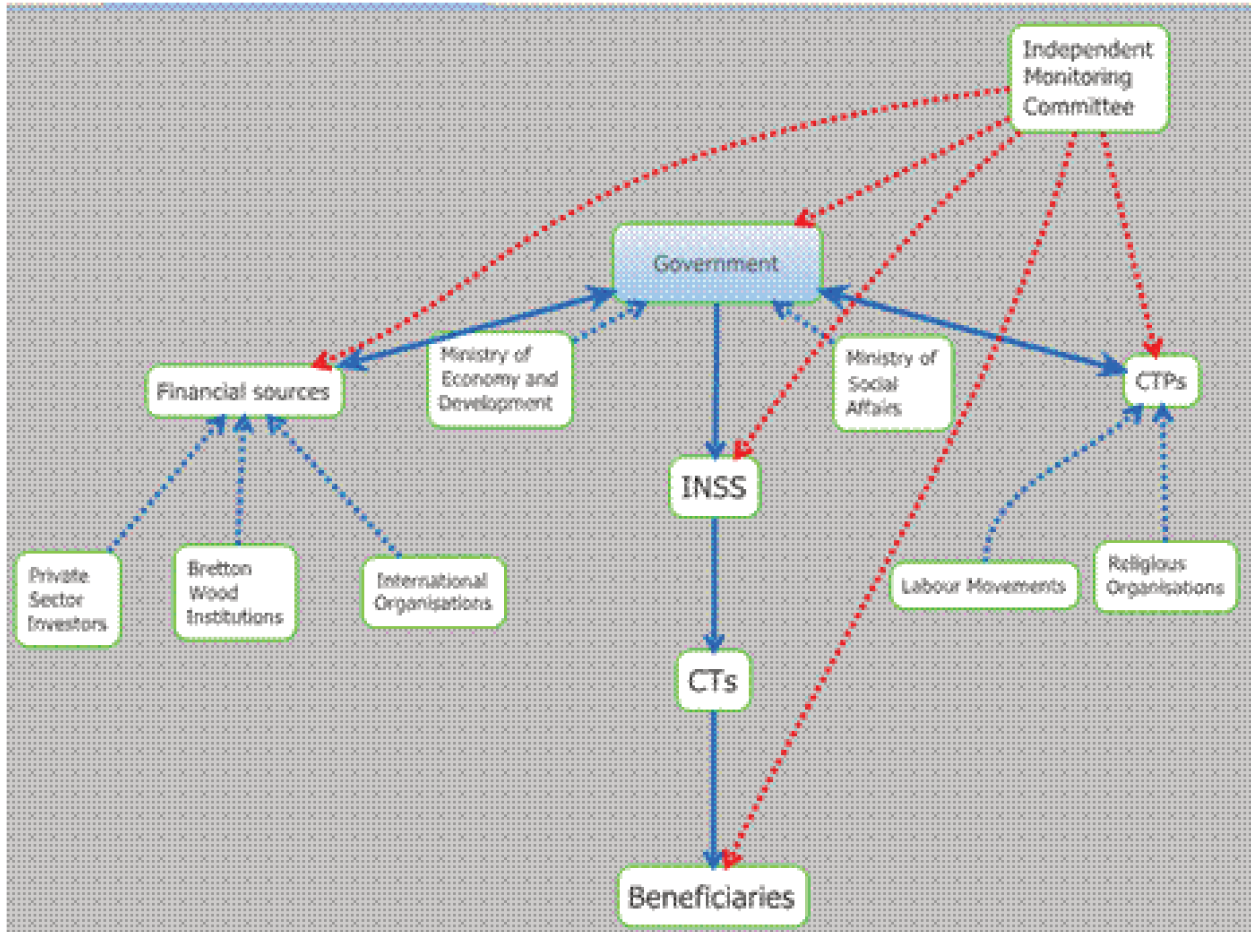 Independent
Monitoring
Committee
Government
Ministry of
Economy and
Development
Ministry of
Social
Affairs
Financial sources
CTPs
INSS
Private
Sector
Investors
Bretton
Wood
Institutions
International
Organisations
Labour Movements
Religious
Organisations
CTs
Beneficiaries